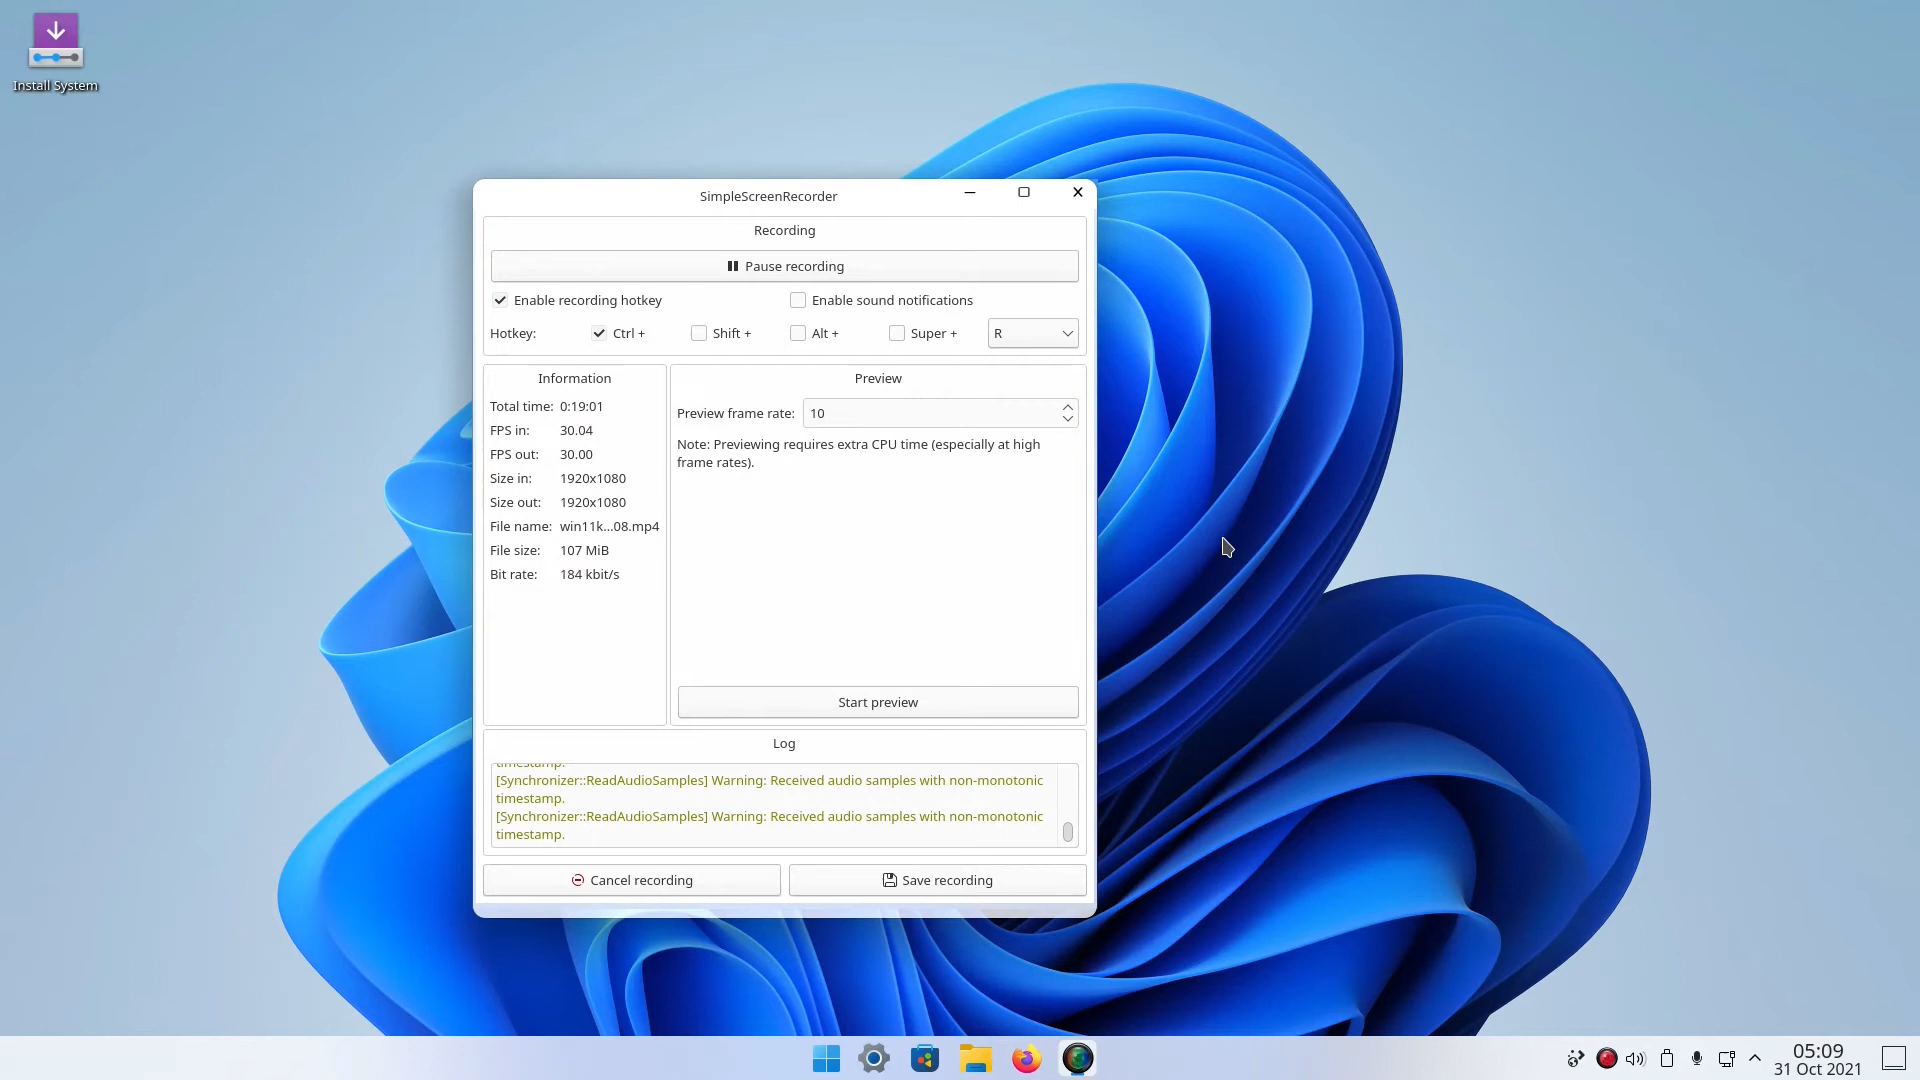 Install System
SimpleScreenRecorder
Recording
Pause recording
Enable recording hotkey
Enable sound notifications
Hotkey:
Ctrl +
Shift +
Alt +
Super +
R
Information
Total time: 0:19:01
FPS in: 30.04
FPS out: 30.00
Size in: 1920x1080
Size out: 1920x1080
File name: win11k...08.mp4
File size: 107 MiB
Bit rate: 184 kbit/s
Preview
Preview frame rate: 10
Note: Previewing requires extra CPU time (especially at high
frame rates).
Start preview
Log
timestamp.
[Synchronizer::ReadAudioSamples] Warning: Received audio samples with non-monotonic
timestamp.
[Synchronizer::ReadAudioSamples] Warning: Received audio samples with non-monotonic
timestamp.
Cancel recording
Save recording
05:09
31 Oct 2021